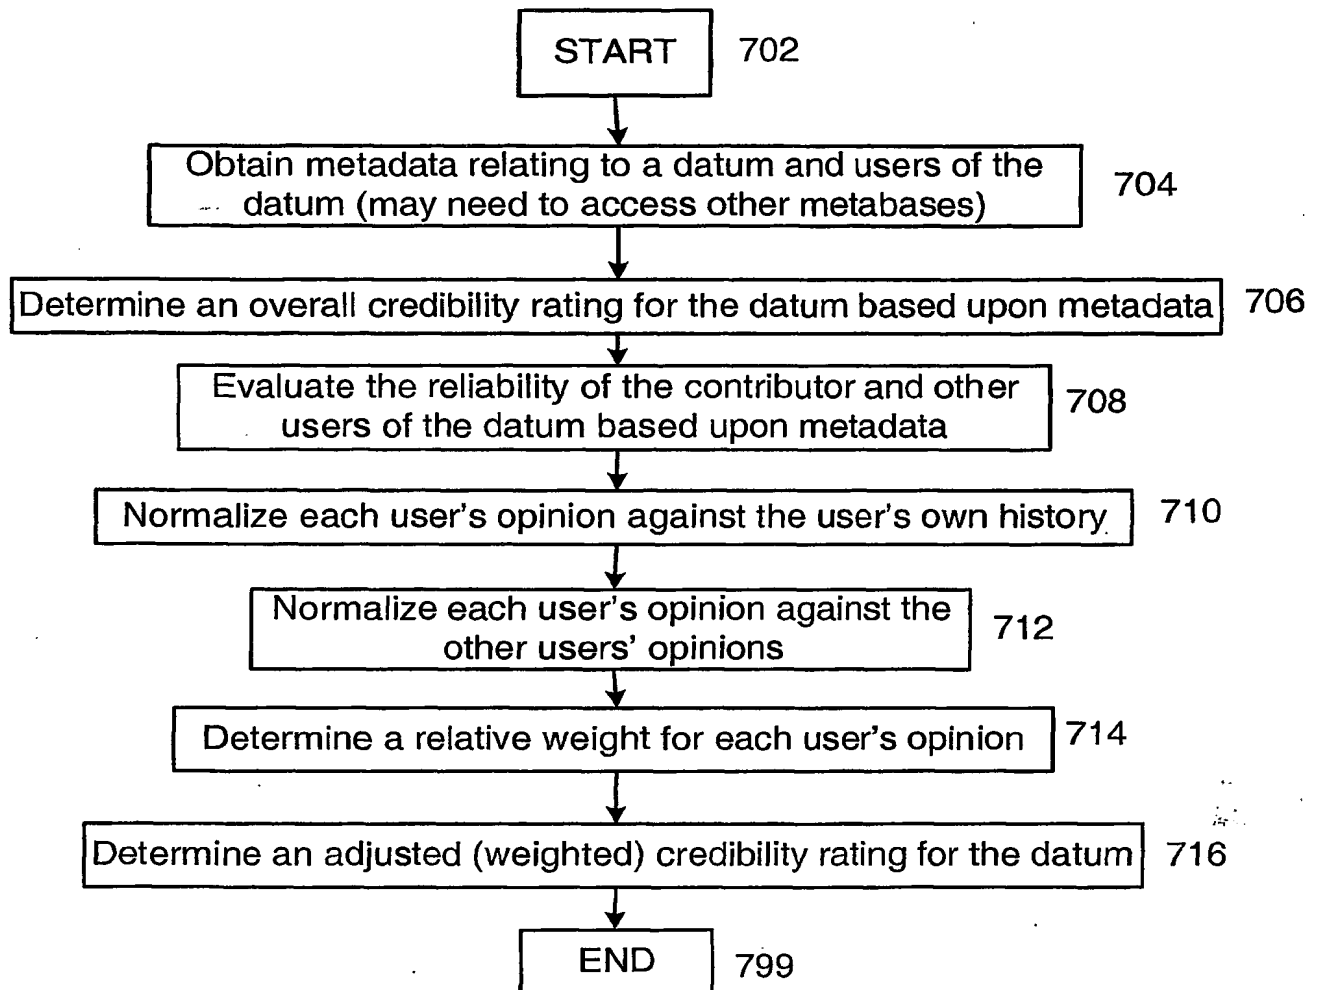 START 702
Obtain metadata relating to a datum and users of the
datum (may need to access other metabases) 704
Determine an overall credibility rating for the datum based upon metadata 706
Evaluate the reliability of the contributor and other
users of the datum based upon metadata 708
Normalize each user's opinion against the user's own history 710
Normalize each user's opinion against the
other users' opinions 712
Determine a relative weight for each user's opinion 714
Determine an adjusted (weighted) credibility rating for the datum 716
END 799